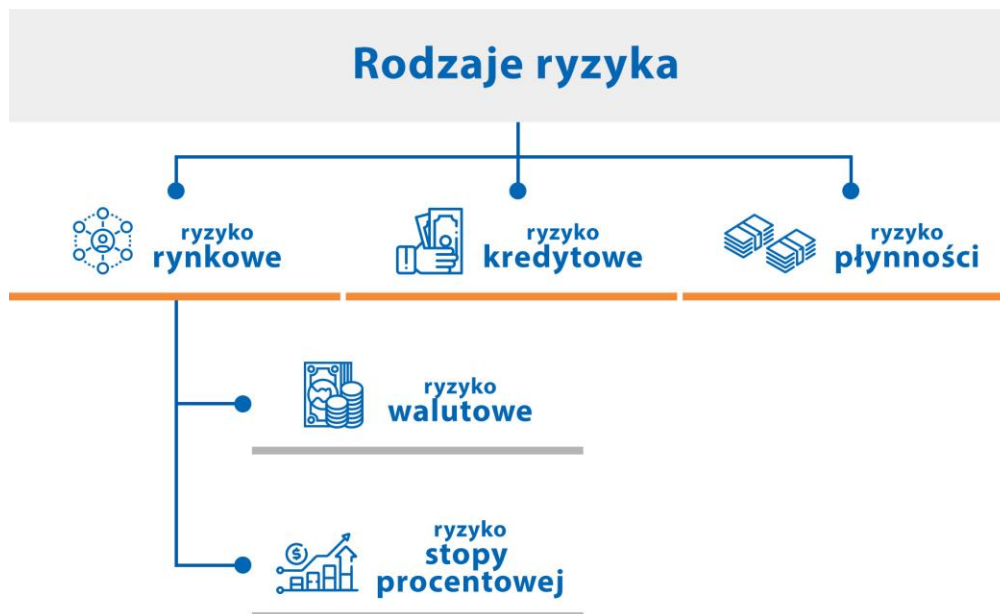 Rodzaje ryzyka
ryzyko
rynkowe
ryzyko
kredytowe
ryzyko
płynności
ryzyko
walutowe
ryzyko
stopy
procentowej